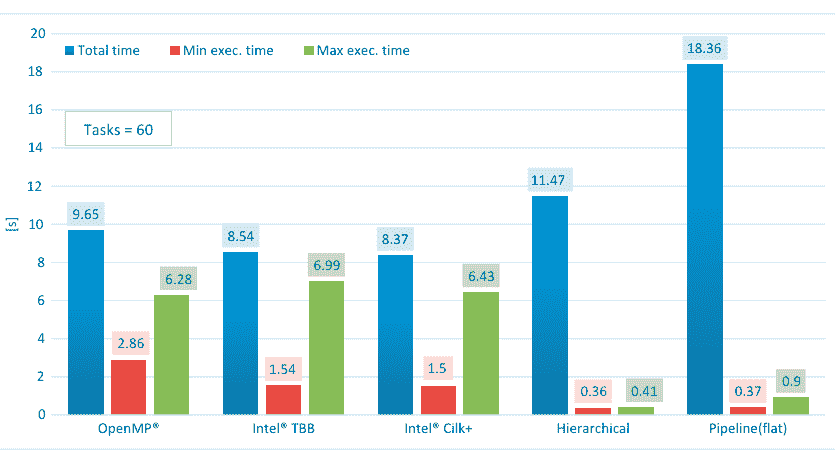 20
18
16
14
12
10
8
6
4
2
0
[s]
Total time Min exec. time Max exec. time
Tasks = 60
9.65 2.86 6.28
8.54 1.54 6.99
8.37 1.5 6.43
11.47 0.36 0.41
18.36 0.37 0.9
OpenMP® Intel® TBB Intel® Cilk+ Hierarchical Pipeline(flat)